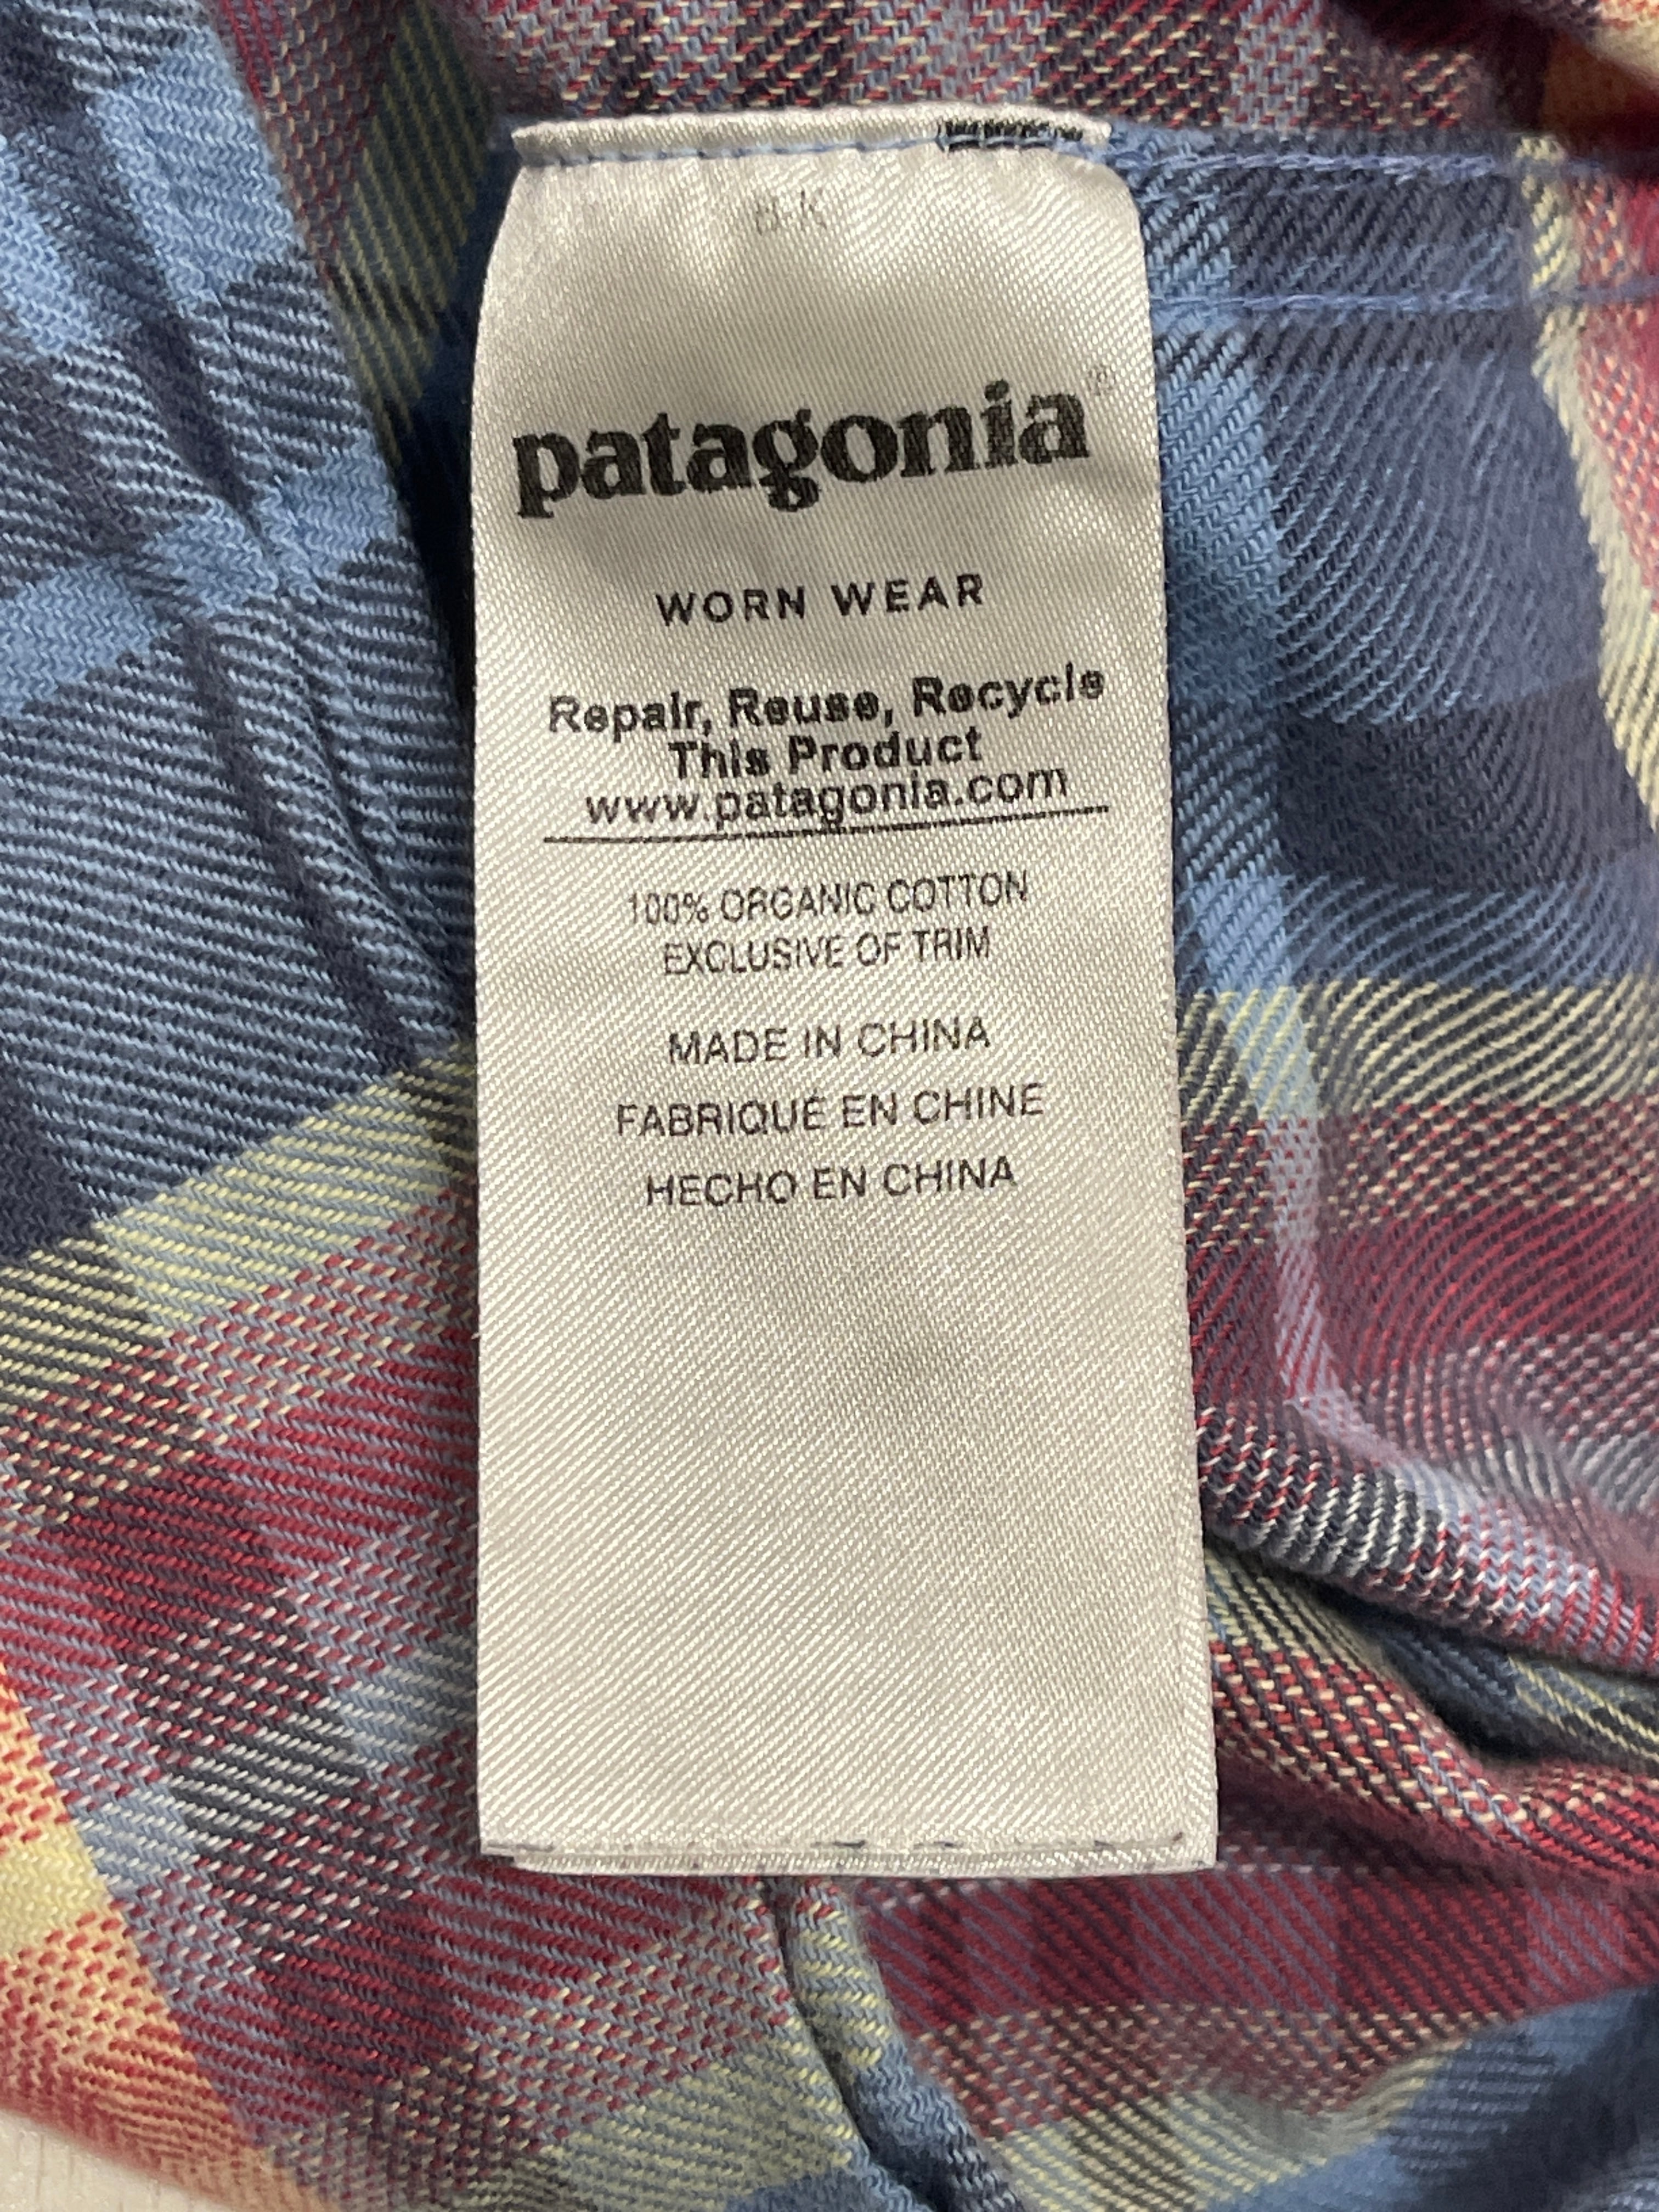 patagonia®
WORN WEAR
Repair, Reuse, Recycle
This Product
www.patagonia.com
100% ORGANIC COTTON
EXCLUSIVE OF TRIM
MADE IN CHINA
FABRIQUÉ EN CHINE
HECHO EN CHINA